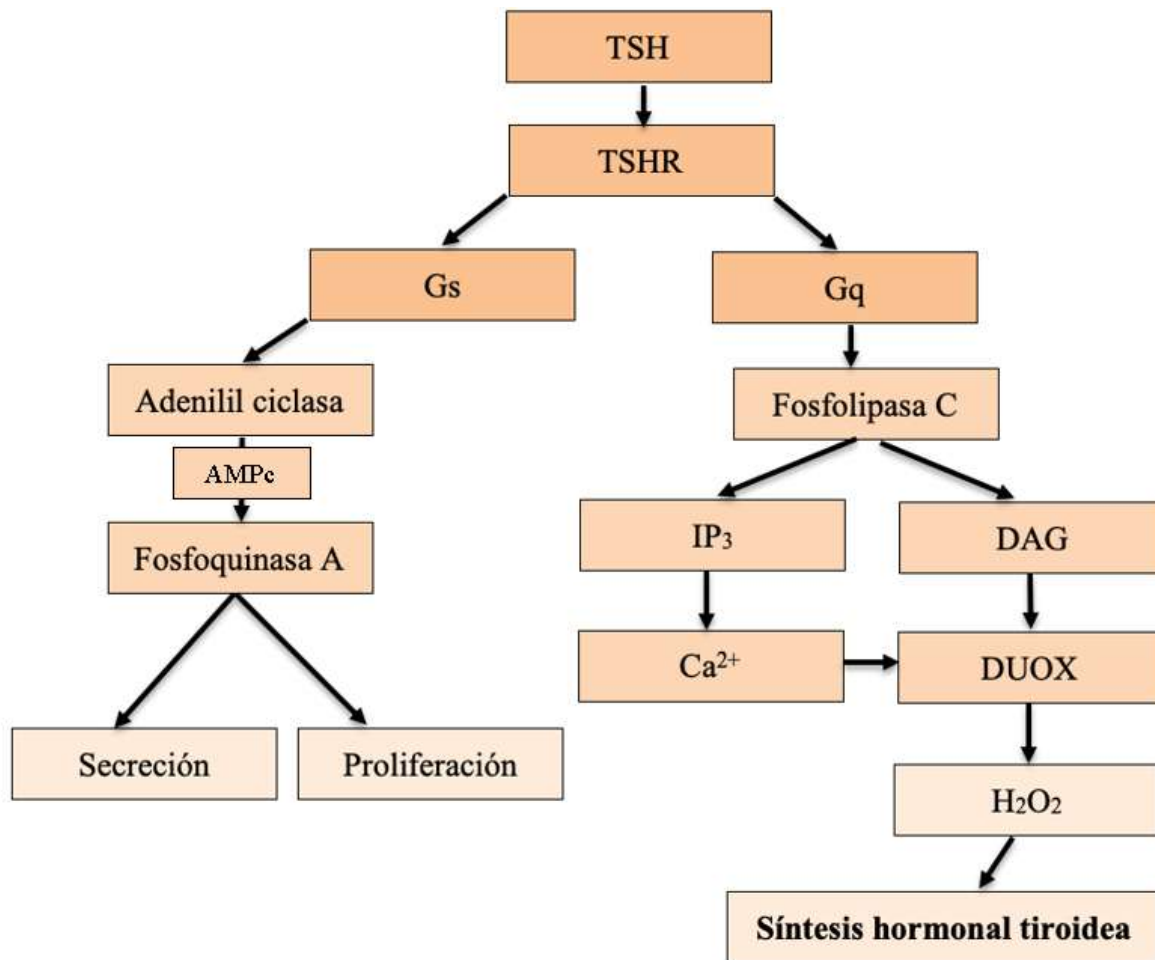 TSH
TSHR
Gs
Gq
Adenilil ciclasa
Fosfolipasa C
AMPc
IP₃
DAG
Fosfoquinasa A
Ca²⁺
DUOX
Secreción
Proliferación
H₂O₂
Síntesis hormonal tiroidea